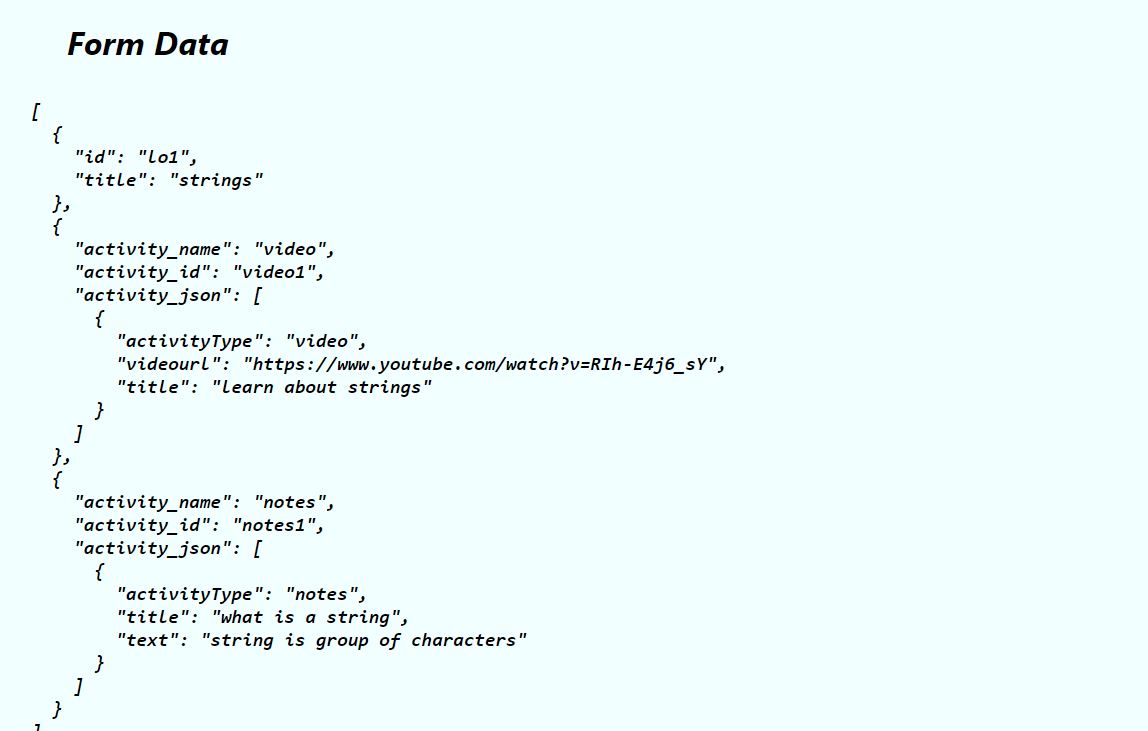 Form Data
[
  {
    "id": "lo1",
    "title": "strings"
  },
  {
    "activity_name": "video",
    "activity_id": "video1",
    "activity_json": [
      {
        "activityType": "video",
        "videourl": "https://www.youtube.com/watch?v=RIh-E4j6_sY",
        "title": "learn about strings"
      }
    ]
  },
  {
    "activity_name": "notes",
    "activity_id": "notes1",
    "activity_json": [
      {
        "activityType": "notes",
        "title": "what is a string",
        "text": "string is group of characters"
      }
    ]
  }
]